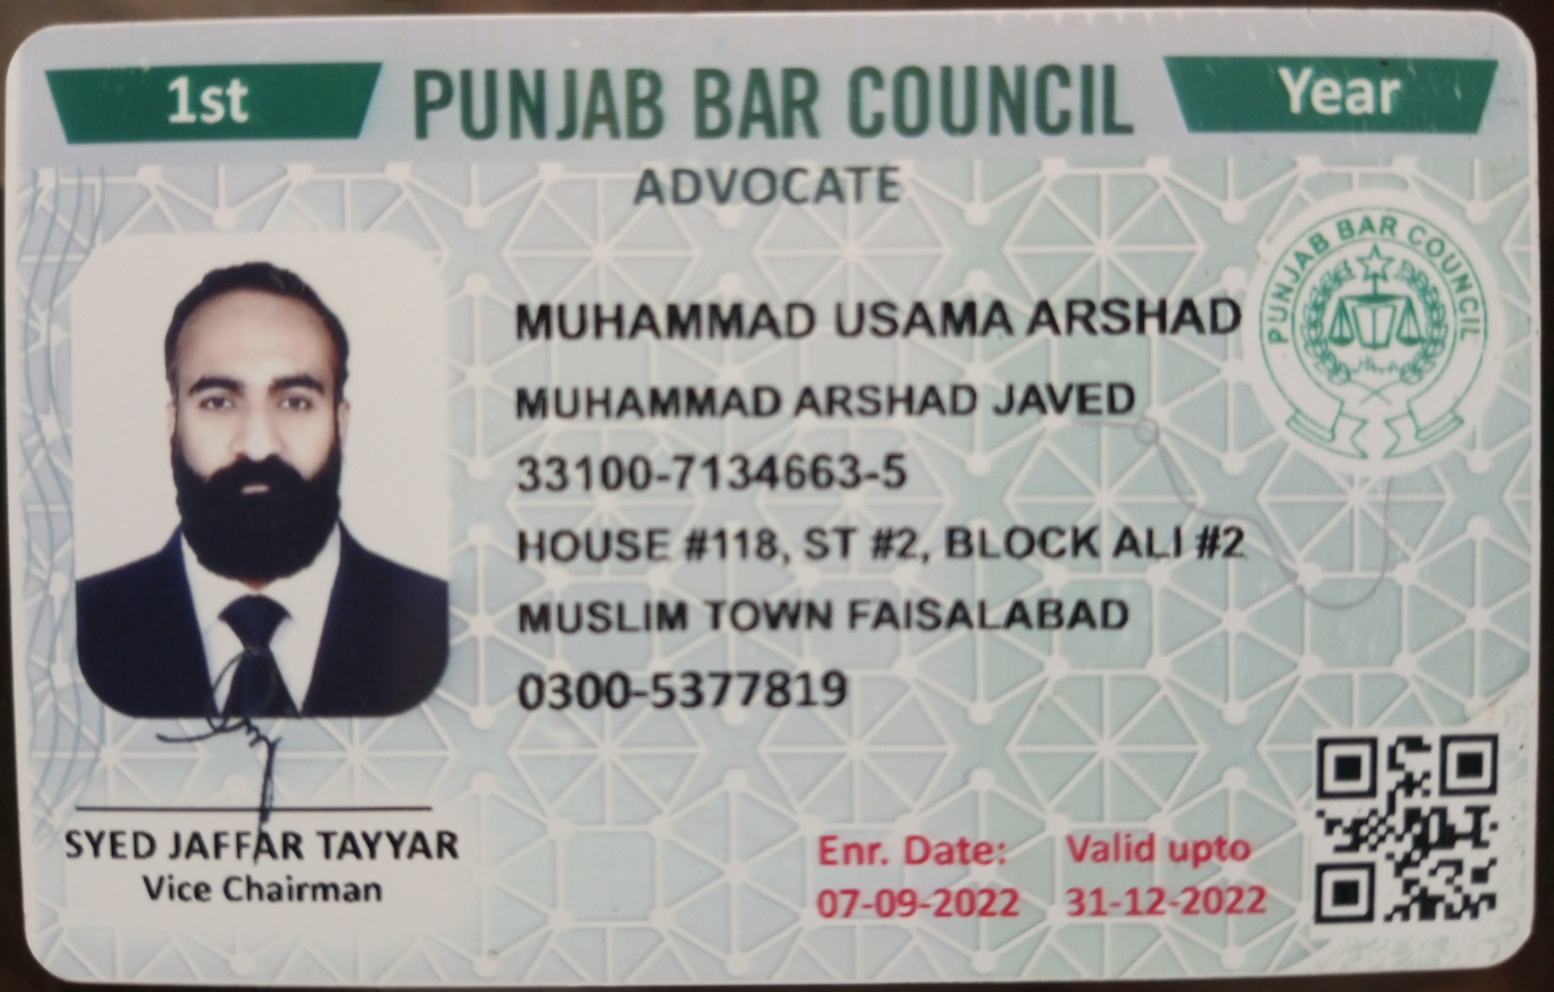 1st
PUNJAB BAR COUNCIL
Year
ADVOCATE
PUNJAB BAR COUNCIL
MUHAMMAD USAMA ARSHAD
MUHAMMAD ARSHAD JAVED
33100-7134663-5
HOUSE #118, ST #2, BLOCK ALI #2
MUSLIM TOWN FAISALABAD
0300-5377819
SYED JAFFAR TAYYAR
Vice Chairman
Enr. Date: Valid upto
07-09-2022 31-12-2022